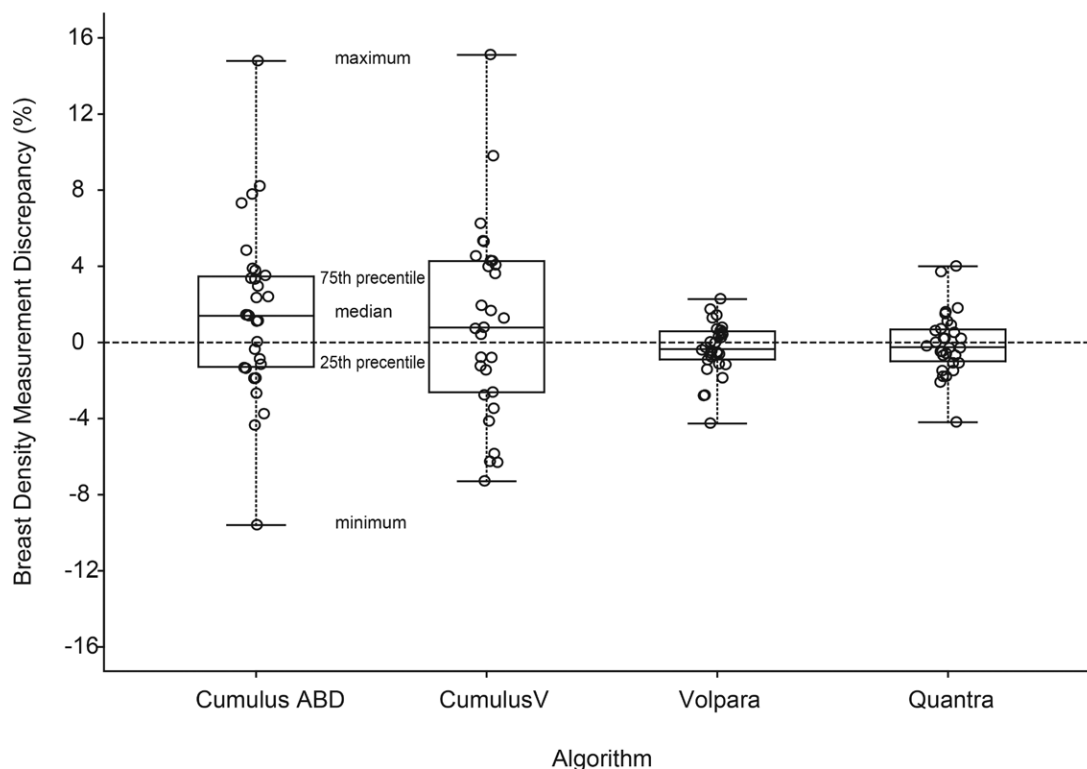 Breast Density Measurement Discrepancy (%)
16
12
8
4
0
-4
-8
-12
-16
maximum
75th precentile
median
25th precentile
minimum
Cumulus ABD
CumulusV
Volpara
Quantra
Algorithm